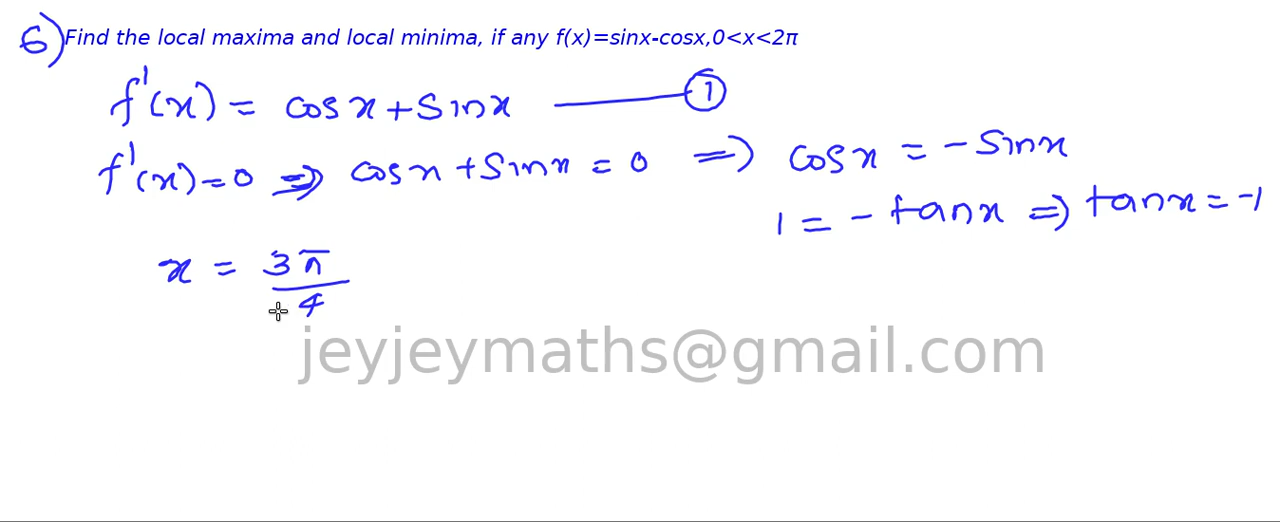 6) Find the local maxima and local minima, if any f(x)=sinx-cosx,0<x<2π
f'(x) = cos x + sin x ——— ①
f'(x) = 0 ⇒ cos x + sin x = 0 ⇒ cos x = - sin x
1 = - tan x ⇒ tan x = -1
x = 3π/4
jeyjeymaths@gmail.com